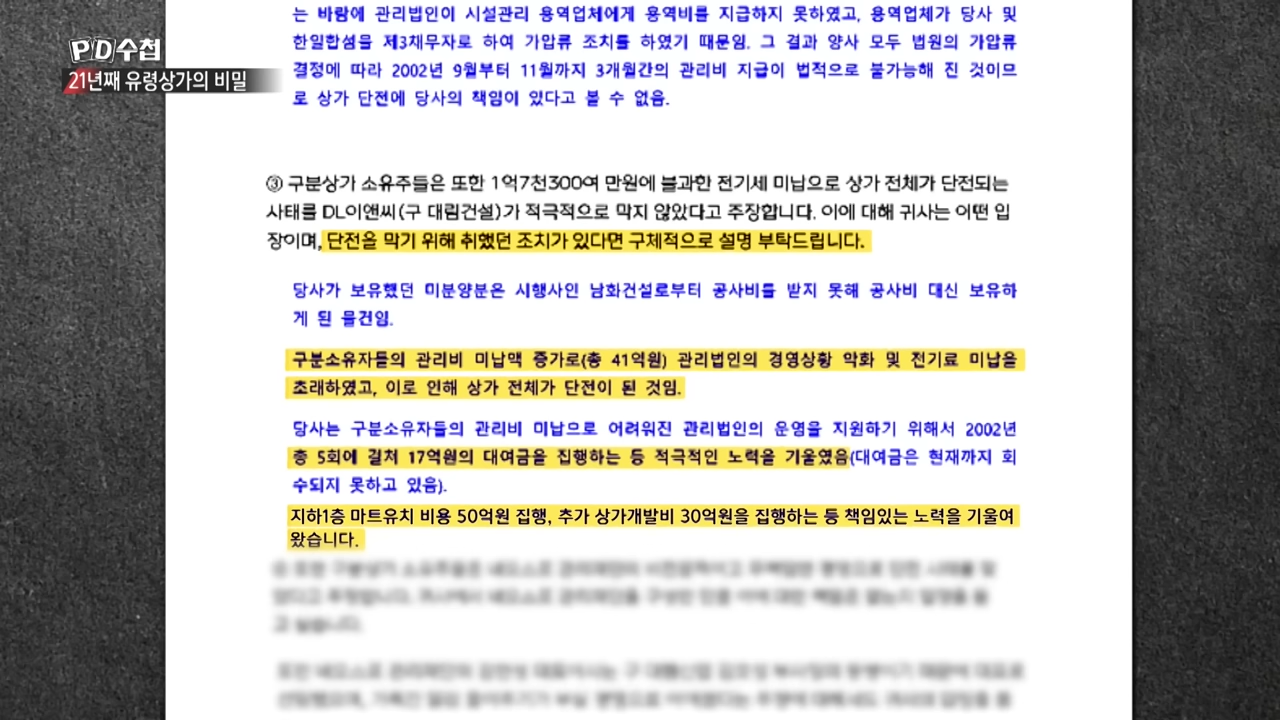 PD수첩
21년째 유령상가의 비밀
는 바람에 관리법인이 시설관리 용역업체에게 용역비를 지급하지 못하였고, 용역업체가 당사 및
한일합섬을 제3채무자로 하여 가압류 조치를 하였기 때문임. 그 결과 양사 모두 법원의 가압류
결정에 따라 2002년 9월부터 11월까지 3개월간의 관리비 지급이 법적으로 불가능해 진 것이므
로 상가 단전에 당사의 책임이 있다고 볼 수 없음.
③ 구분상가 소유주들은 또한 1억7천300여 만원에 불과한 전기세 미납으로 상가 전체가 단전되는
사태를 DL이앤씨(구 대림건설)가 적극적으로 막지 않았다고 주장합니다. 이에 대해 귀사는 어떤 입
장이며, 단전을 막기 위해 취했던 조치가 있다면 구체적으로 설명 부탁드립니다.
당사가 보유했던 미분양분은 시행사인 남화건설로부터 공사비를 받지 못해 공사비 대신 보유하
게 된 물건임.
구분소유자들의 관리비 미납액 증가로(총 41억원) 관리법인의 경영상황 악화 및 전기료 미납을
초래하였고, 이로 인해 상가 전체가 단전이 된 것임.
당사는 구분소유자들의 관리비 미납으로 어려워진 관리법인의 운영을 지원하기 위해서 2002년
총 5회에 걸쳐 17억원의 대여금을 집행하는 등 적극적인 노력을 기울였음(대여금은 현재까지 회
수되지 못하고 있음).
지하1층 마트유치 비용 50억원 집행, 추가 상가개발비 30억원을 집행하는 등 책임있는 노력을 기울여
왔습니다.